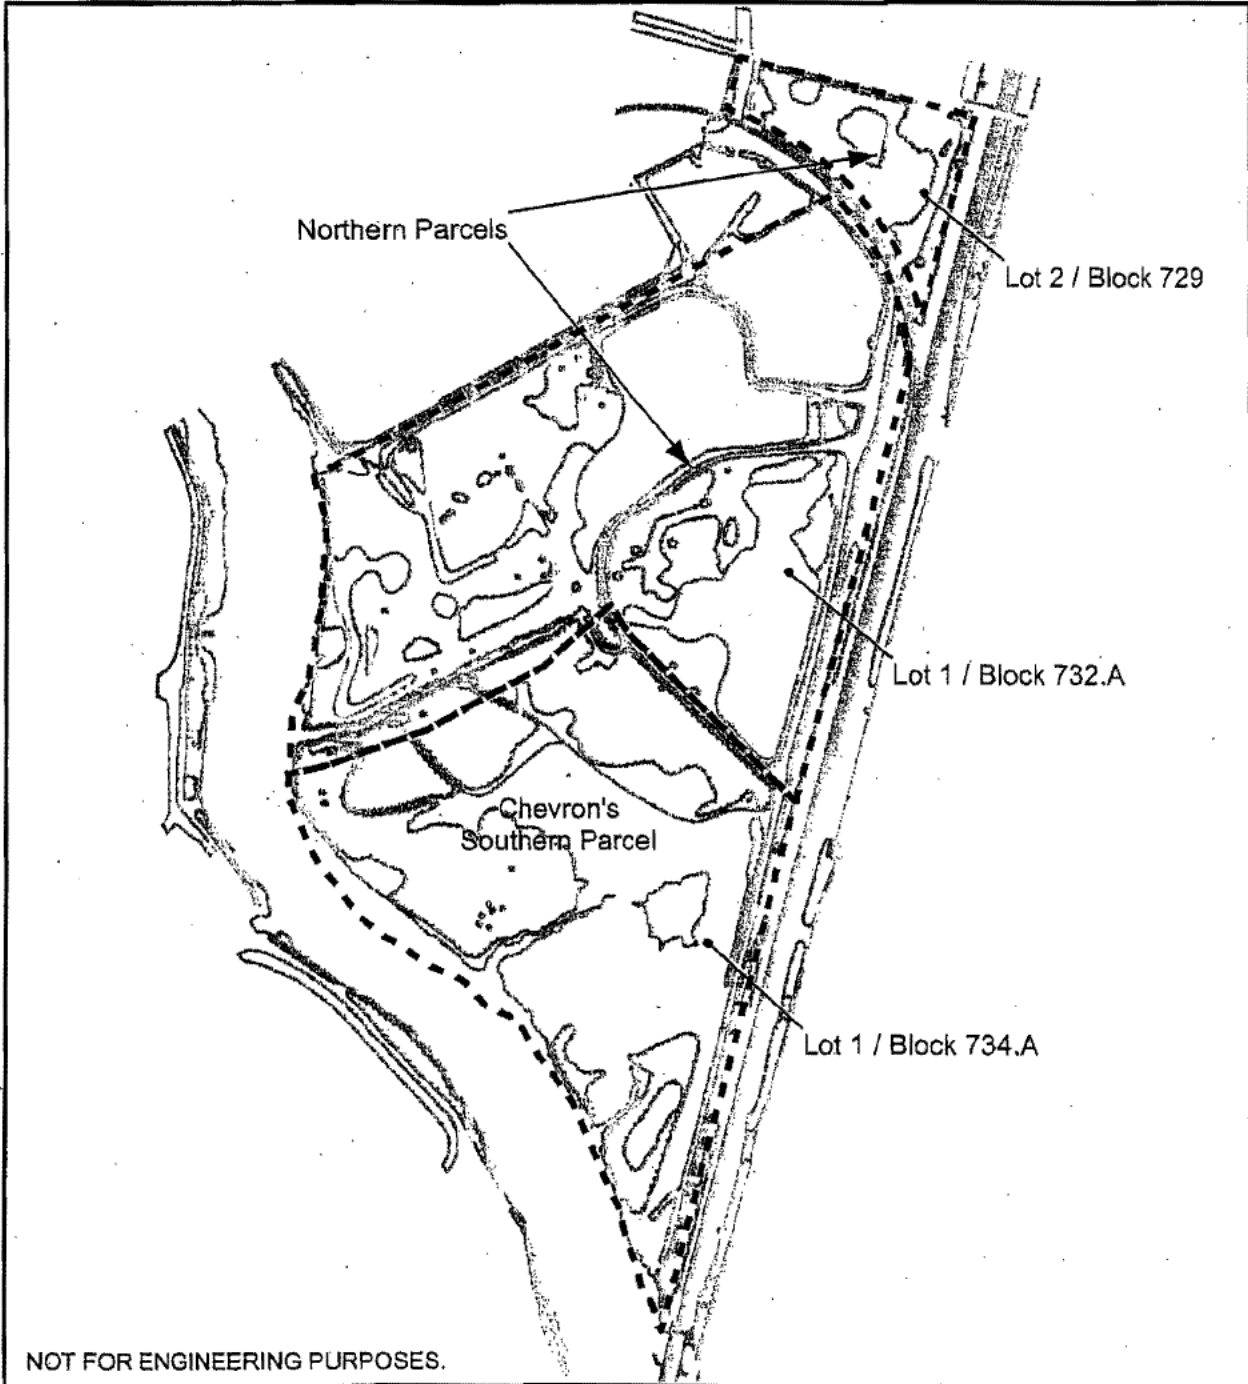 Northern Parcels
Lot 2 / Block 729
Lot 1 / Block 732.A
Chevron's
Southern Parcel
Lot 1 / Block 734.A
NOT FOR ENGINEERING PURPOSES.